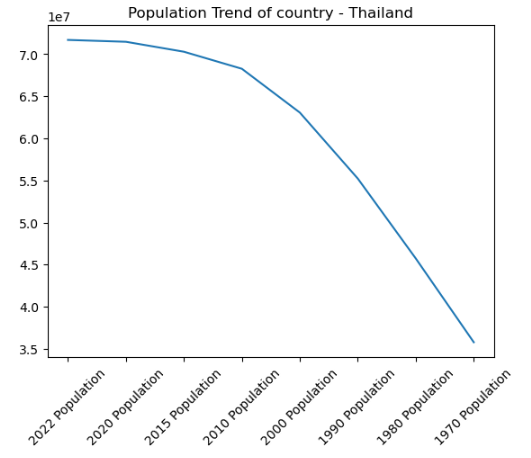 Population Trend of country - Thailand
1e7
7.0
6.5
6.0
5.5
5.0
4.5
4.0
3.5
2022 Population
2020 Population
2015 Population
2010 Population
2000 Population
1990 Population
1980 Population
1970 Population